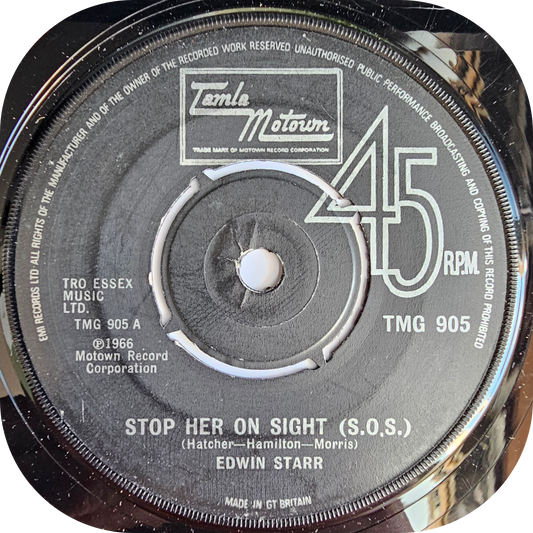 EMI RECORDS LTD ALL RIGHTS OF THE MANUFACTURER AND OF THE OWNER OF THE RECORDED WORK RESERVED UNAUTHORISED PUBLIC PERFORMANCE BROADCASTING AND COPYING OF THIS RECORD PROHIBITED
Tamla
Motown
TRADE MARK OF MOTOWN RECORD CORPORATION
45
R.P.M.
TRO ESSEX
MUSIC
LTD.
TMG 905 A
℗1966
Motown Record
Corporation
TMG 905
STOP HER ON SIGHT (S.O.S.)
(Hatcher—Hamilton—Morris)
EDWIN STARR
MADE IN GT BRITAIN